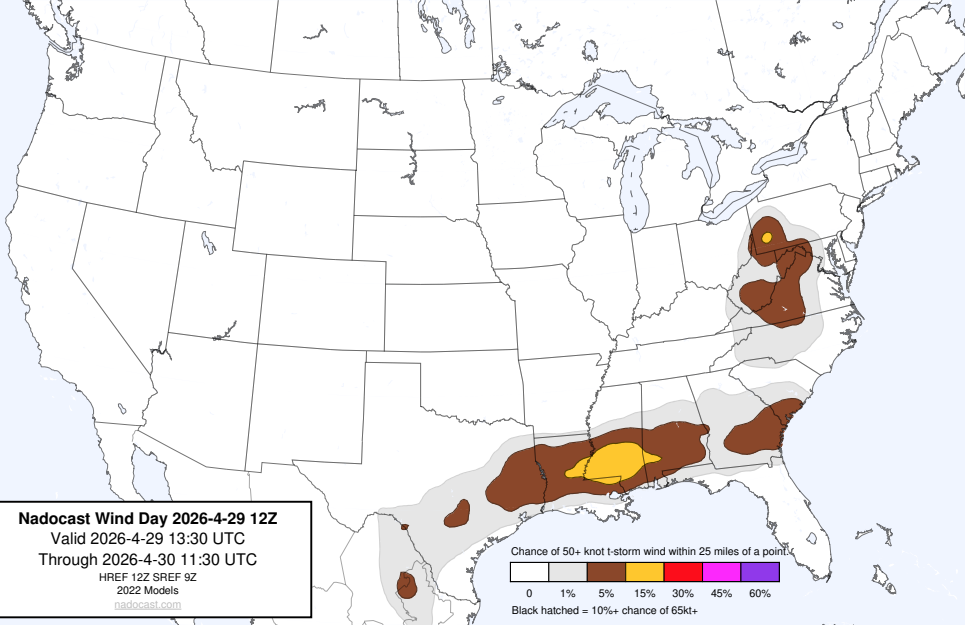 Nadocast Wind Day 2026-4-29 12Z
Valid 2026-4-29 13:30 UTC
Through 2026-4-30 11:30 UTC
HREF 12Z SREF 9Z
2022 Models
nadocast.com
Chance of 50+ knot t-storm wind within 25 miles of a point.
0 1% 5% 15% 30% 45% 60%
Black hatched = 10%+ chance of 65kt+